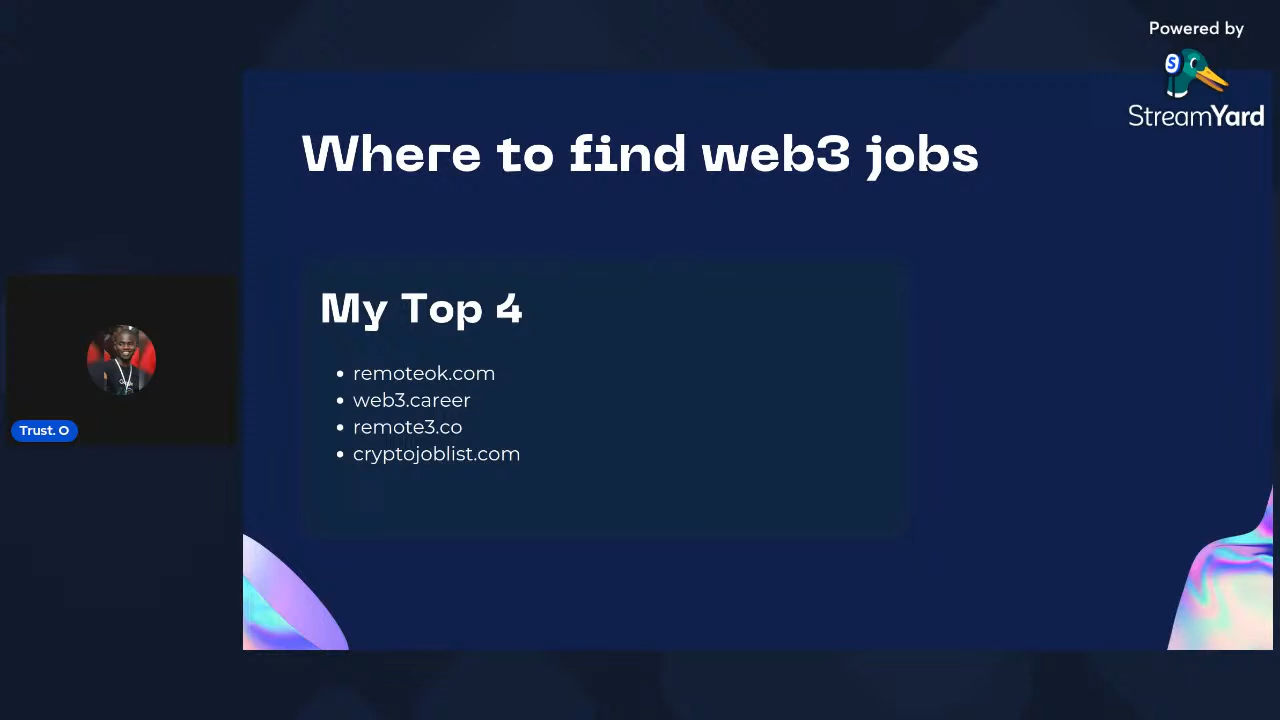 Powered by
StreamYard
Where to find web3 jobs
My Top 4
remoteok.com
web3.career
remote3.co
cryptojoblist.com
Trust. O